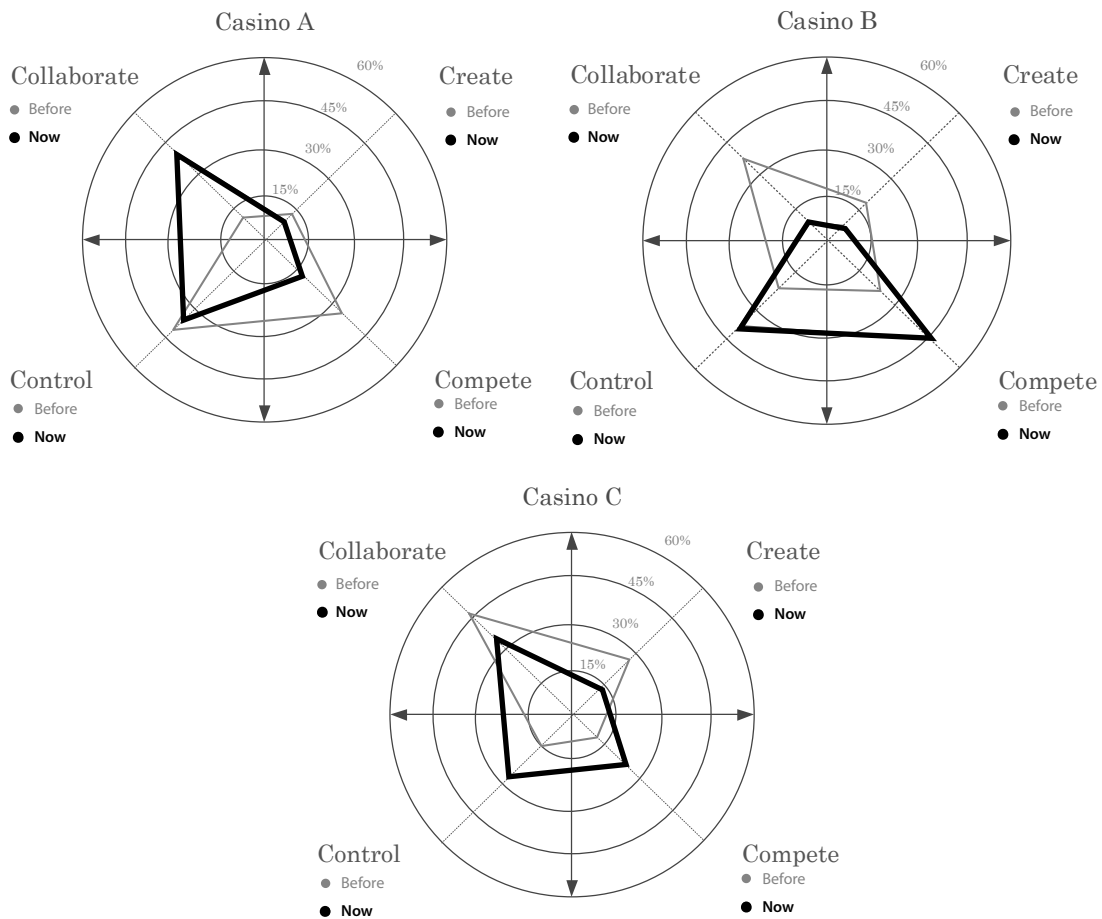 Casino A
60%
Collaborate
Create
Before
Before
Now
Now
45%
30%
15%
Control
Compete
Before
Before
Now
Now
Casino B
60%
Collaborate
Create
Before
Before
Now
Now
45%
30%
15%
Control
Compete
Before
Before
Now
Now
Casino C
60%
Collaborate
Create
Before
Before
Now
Now
45%
30%
15%
Control
Compete
Before
Before
Now
Now